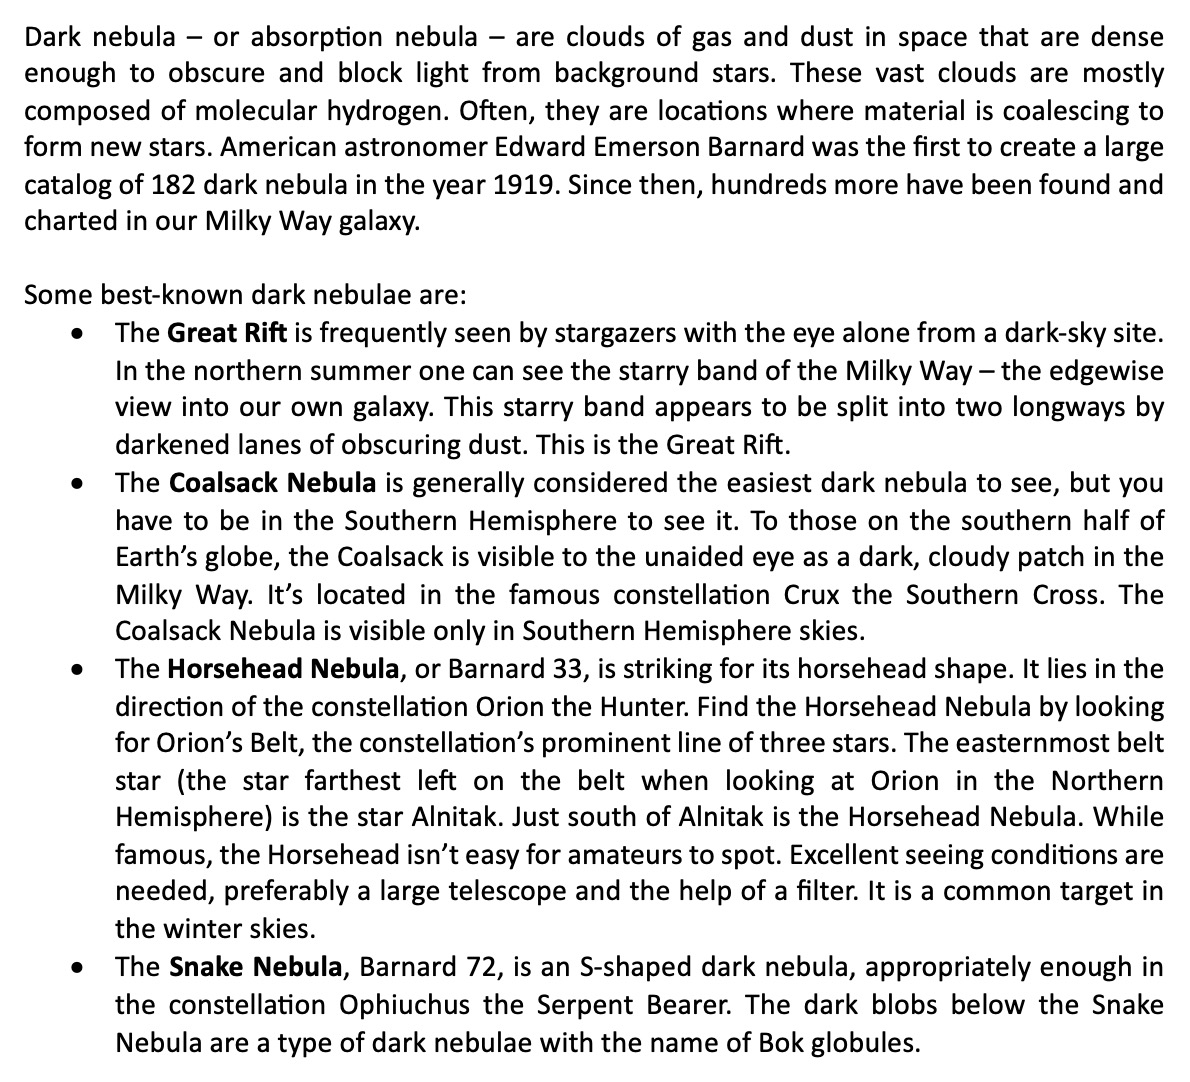 Dark nebula – or absorption nebula – are clouds of gas and dust in space that are dense
enough to obscure and block light from background stars. These vast clouds are mostly
composed of molecular hydrogen. Often, they are locations where material is coalescing to
form new stars. American astronomer Edward Emerson Barnard was the first to create a large
catalog of 182 dark nebula in the year 1919. Since then, hundreds more have been found and
charted in our Milky Way galaxy.
Some best-known dark nebulae are:
• The Great Rift is frequently seen by stargazers with the eye alone from a dark-sky site.
In the northern summer one can see the starry band of the Milky Way – the edgewise
view into our own galaxy. This starry band appears to be split into two longways by
darkened lanes of obscuring dust. This is the Great Rift.
• The Coalsack Nebula is generally considered the easiest dark nebula to see, but you
have to be in the Southern Hemisphere to see it. To those on the southern half of
Earth’s globe, the Coalsack is visible to the unaided eye as a dark, cloudy patch in the
Milky Way. It’s located in the famous constellation Crux the Southern Cross. The
Coalsack Nebula is visible only in Southern Hemisphere skies.
• The Horsehead Nebula, or Barnard 33, is striking for its horsehead shape. It lies in the
direction of the constellation Orion the Hunter. Find the Horsehead Nebula by looking
for Orion’s Belt, the constellation’s prominent line of three stars. The easternmost belt
star (the star farthest left on the belt when looking at Orion in the Northern
Hemisphere) is the star Alnitak. Just south of Alnitak is the Horsehead Nebula. While
famous, the Horsehead isn’t easy for amateurs to spot. Excellent seeing conditions are
needed, preferably a large telescope and the help of a filter. It is a common target in
the winter skies.
• The Snake Nebula, Barnard 72, is an S-shaped dark nebula, appropriately enough in
the constellation Ophiuchus the Serpent Bearer. The dark blobs below the Snake
Nebula are a type of dark nebulae with the name of Bok globules.